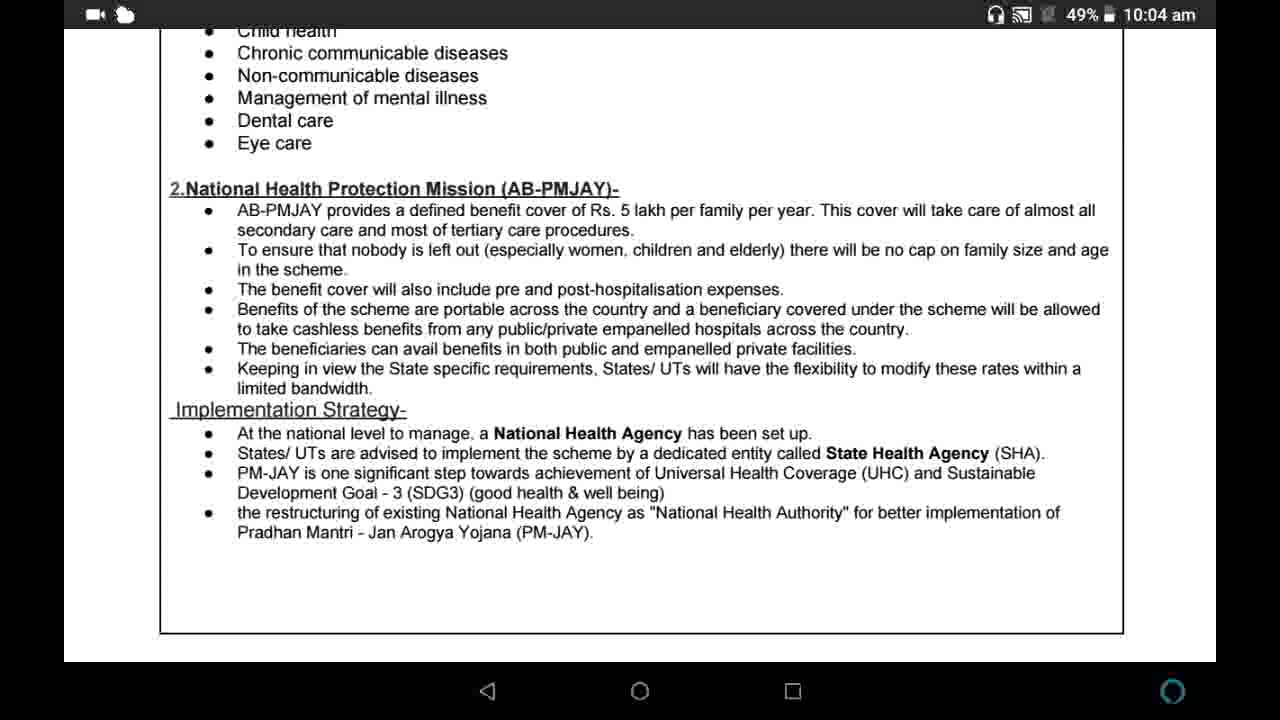 49% 10:04 am
Child health
● Chronic communicable diseases
● Non-communicable diseases
● Management of mental illness
● Dental care
● Eye care
2.National Health Protection Mission (AB-PMJAY)-
● AB-PMJAY provides a defined benefit cover of Rs. 5 lakh per family per year. This cover will take care of almost all
secondary care and most of tertiary care procedures.
● To ensure that nobody is left out (especially women, children and elderly) there will be no cap on family size and age
in the scheme.
● The benefit cover will also include pre and post-hospitalisation expenses.
● Benefits of the scheme are portable across the country and a beneficiary covered under the scheme will be allowed
to take cashless benefits from any public/private empanelled hospitals across the country.
● The beneficiaries can avail benefits in both public and empanelled private facilities.
● Keeping in view the State specific requirements, States/ UTs will have the flexibility to modify these rates within a
limited bandwidth.
Implementation Strategy-
● At the national level to manage, a National Health Agency has been set up.
● States/ UTs are advised to implement the scheme by a dedicated entity called State Health Agency (SHA).
● PM-JAY is one significant step towards achievement of Universal Health Coverage (UHC) and Sustainable
Development Goal - 3 (SDG3) (good health & well being)
● the restructuring of existing National Health Agency as "National Health Authority" for better implementation of
Pradhan Mantri - Jan Arogya Yojana (PM-JAY).